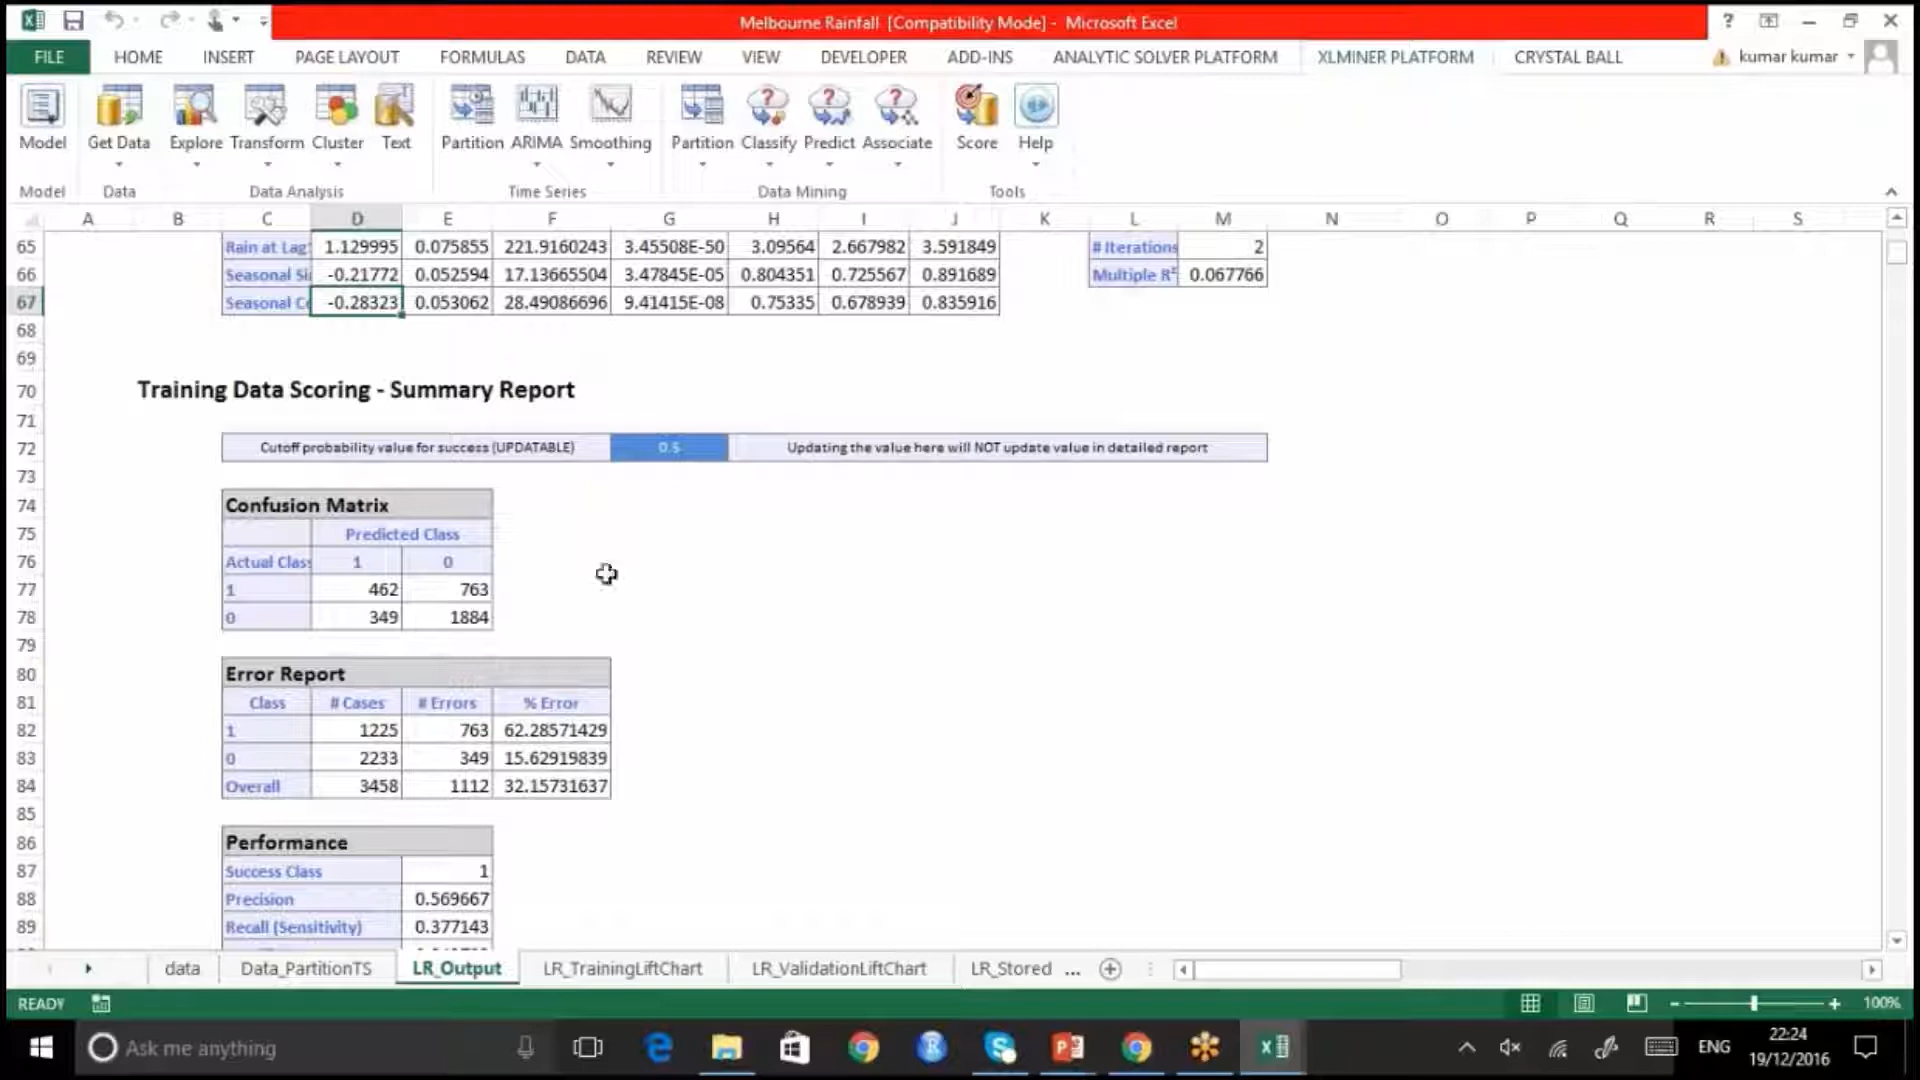 Melbourne Rainfall [Compatibility Mode] - Microsoft Excel
?
FILE HOME INSERT PAGE LAYOUT FORMULAS DATA REVIEW VIEW DEVELOPER ADD-INS ANALYTIC SOLVER PLATFORM XLMINER PLATFORM CRYSTAL BALL kumar kumar
Model Get Data Explore Transform Cluster Text Partition ARIMA Smoothing Partition Classify Predict Associate Score Help
Model Data Data Analysis Time Series Data Mining Tools
A B C D E F G H I J K L M N O P Q R S
65 Rain at Lag 1.129995 0.075855 221.9160243 3.45508E-50 3.09564 2.667982 3.591849 # Iterations 2
66 Seasonal Si -0.21772 0.052594 17.13665504 3.47845E-05 0.804351 0.725567 0.891689 Multiple R² 0.067766
67 Seasonal Co -0.28323 0.053062 28.49086696 9.41415E-08 0.75335 0.678939 0.835916
68
69
70 Training Data Scoring - Summary Report
71
72 Cutoff probability value for success (UPDATABLE) 0.5 Updating the value here will NOT update value in detailed report
73
74 Confusion Matrix
75 Predicted Class
76 Actual Class 1 0
77 1 462 763
78 0 349 1884
79
80 Error Report
81 Class # Cases # Errors % Error
82 1 1225 763 62.28571429
83 0 2233 349 15.62919839
84 Overall 3458 1112 32.15731637
85
86 Performance
87 Success Class 1
88 Precision 0.569667
89 Recall (Sensitivity) 0.377143
data Data_PartitionTS LR_Output LR_TrainingLiftChart LR_ValidationLiftChart LR_Stored ...
READY 100%
Ask me anything ENG 22:24
19/12/2016